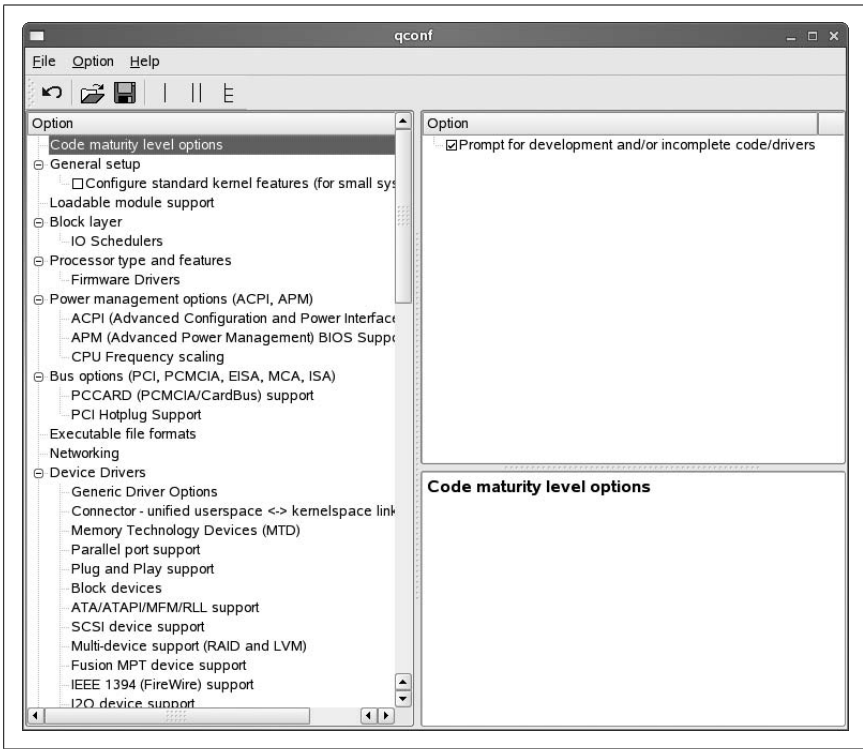 qconf
File Option Help
Option
Code maturity level options
General setup
Configure standard kernel features (for small sys
Loadable module support
Block layer
IO Schedulers
Processor type and features
Firmware Drivers
Power management options (ACPI, APM)
ACPI (Advanced Configuration and Power Interface
APM (Advanced Power Management) BIOS Suppo
CPU Frequency scaling
Bus options (PCI, PCMCIA, EISA, MCA, ISA)
PCCARD (PCMCIA/CardBus) support
PCI Hotplug Support
Executable file formats
Networking
Device Drivers
Generic Driver Options
Connector - unified userspace <-> kernelspace link
Memory Technology Devices (MTD)
Parallel port support
Plug and Play support
Block devices
ATA/ATAPI/MFM/RLL support
SCSI device support
Multi-device support (RAID and LVM)
Fusion MPT device support
IEEE 1394 (FireWire) support
I2O device support
Option
Prompt for development and/or incomplete code/drivers
Code maturity level options